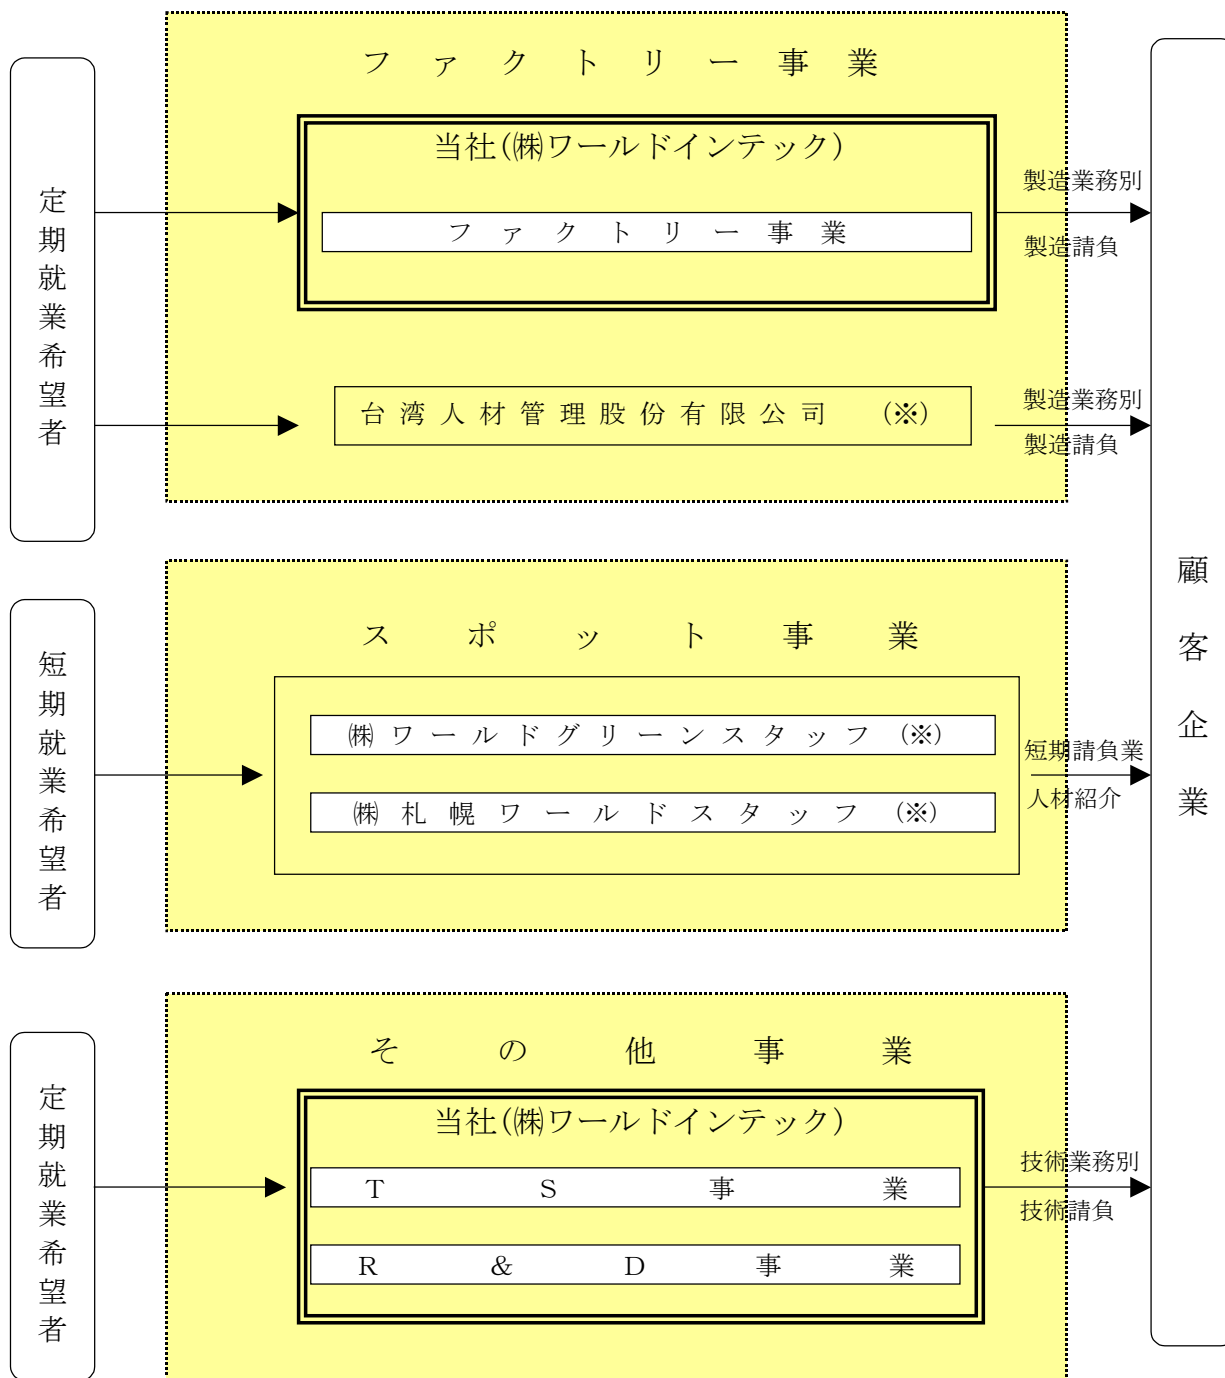 定期就業希望者
ファクトリー事業
当社(㈱ワールドインテック)
ファクトリー事業
製造業務別
製造請負
台湾人材管理股份有限公司 (※)
製造業務別
製造請負
顧客企業
短期就業希望者
スポット事業
㈱ワールドグリーンスタッフ(※)
㈱札幌ワールドスタッフ(※)
短期請負業
人材紹介
定期就業希望者
その他事業
当社(㈱ワールドインテック)
TS事業
R&D事業
技術業務別
技術請負